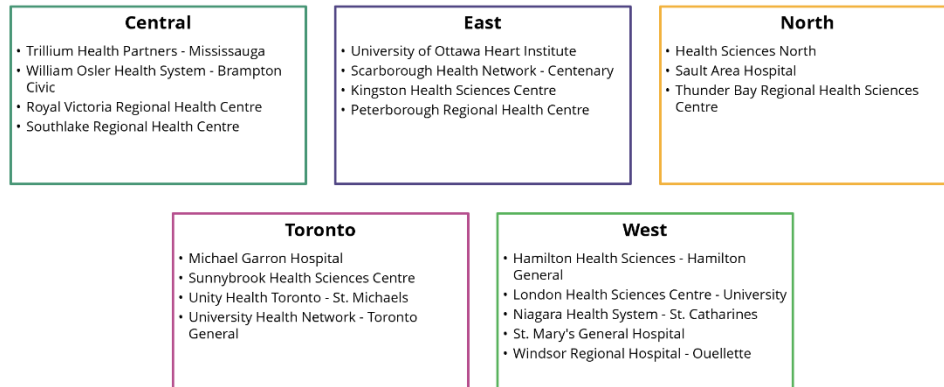 Central
• Trillium Health Partners - Mississauga
• William Osler Health System - Brampton
Civic
• Royal Victoria Regional Health Centre
• Southlake Regional Health Centre
East
• University of Ottawa Heart Institute
• Scarborough Health Network - Centenary
• Kingston Health Sciences Centre
• Peterborough Regional Health Centre
North
• Health Sciences North
• Sault Area Hospital
• Thunder Bay Regional Health Sciences
Centre
Toronto
• Michael Garron Hospital
• Sunnybrook Health Sciences Centre
• Unity Health Toronto - St. Michaels
• University Health Network - Toronto
General
West
• Hamilton Health Sciences - Hamilton
General
• London Health Sciences Centre - University
• Niagara Health System - St. Catharines
• St. Mary's General Hospital
• Windsor Regional Hospital - Ouellette